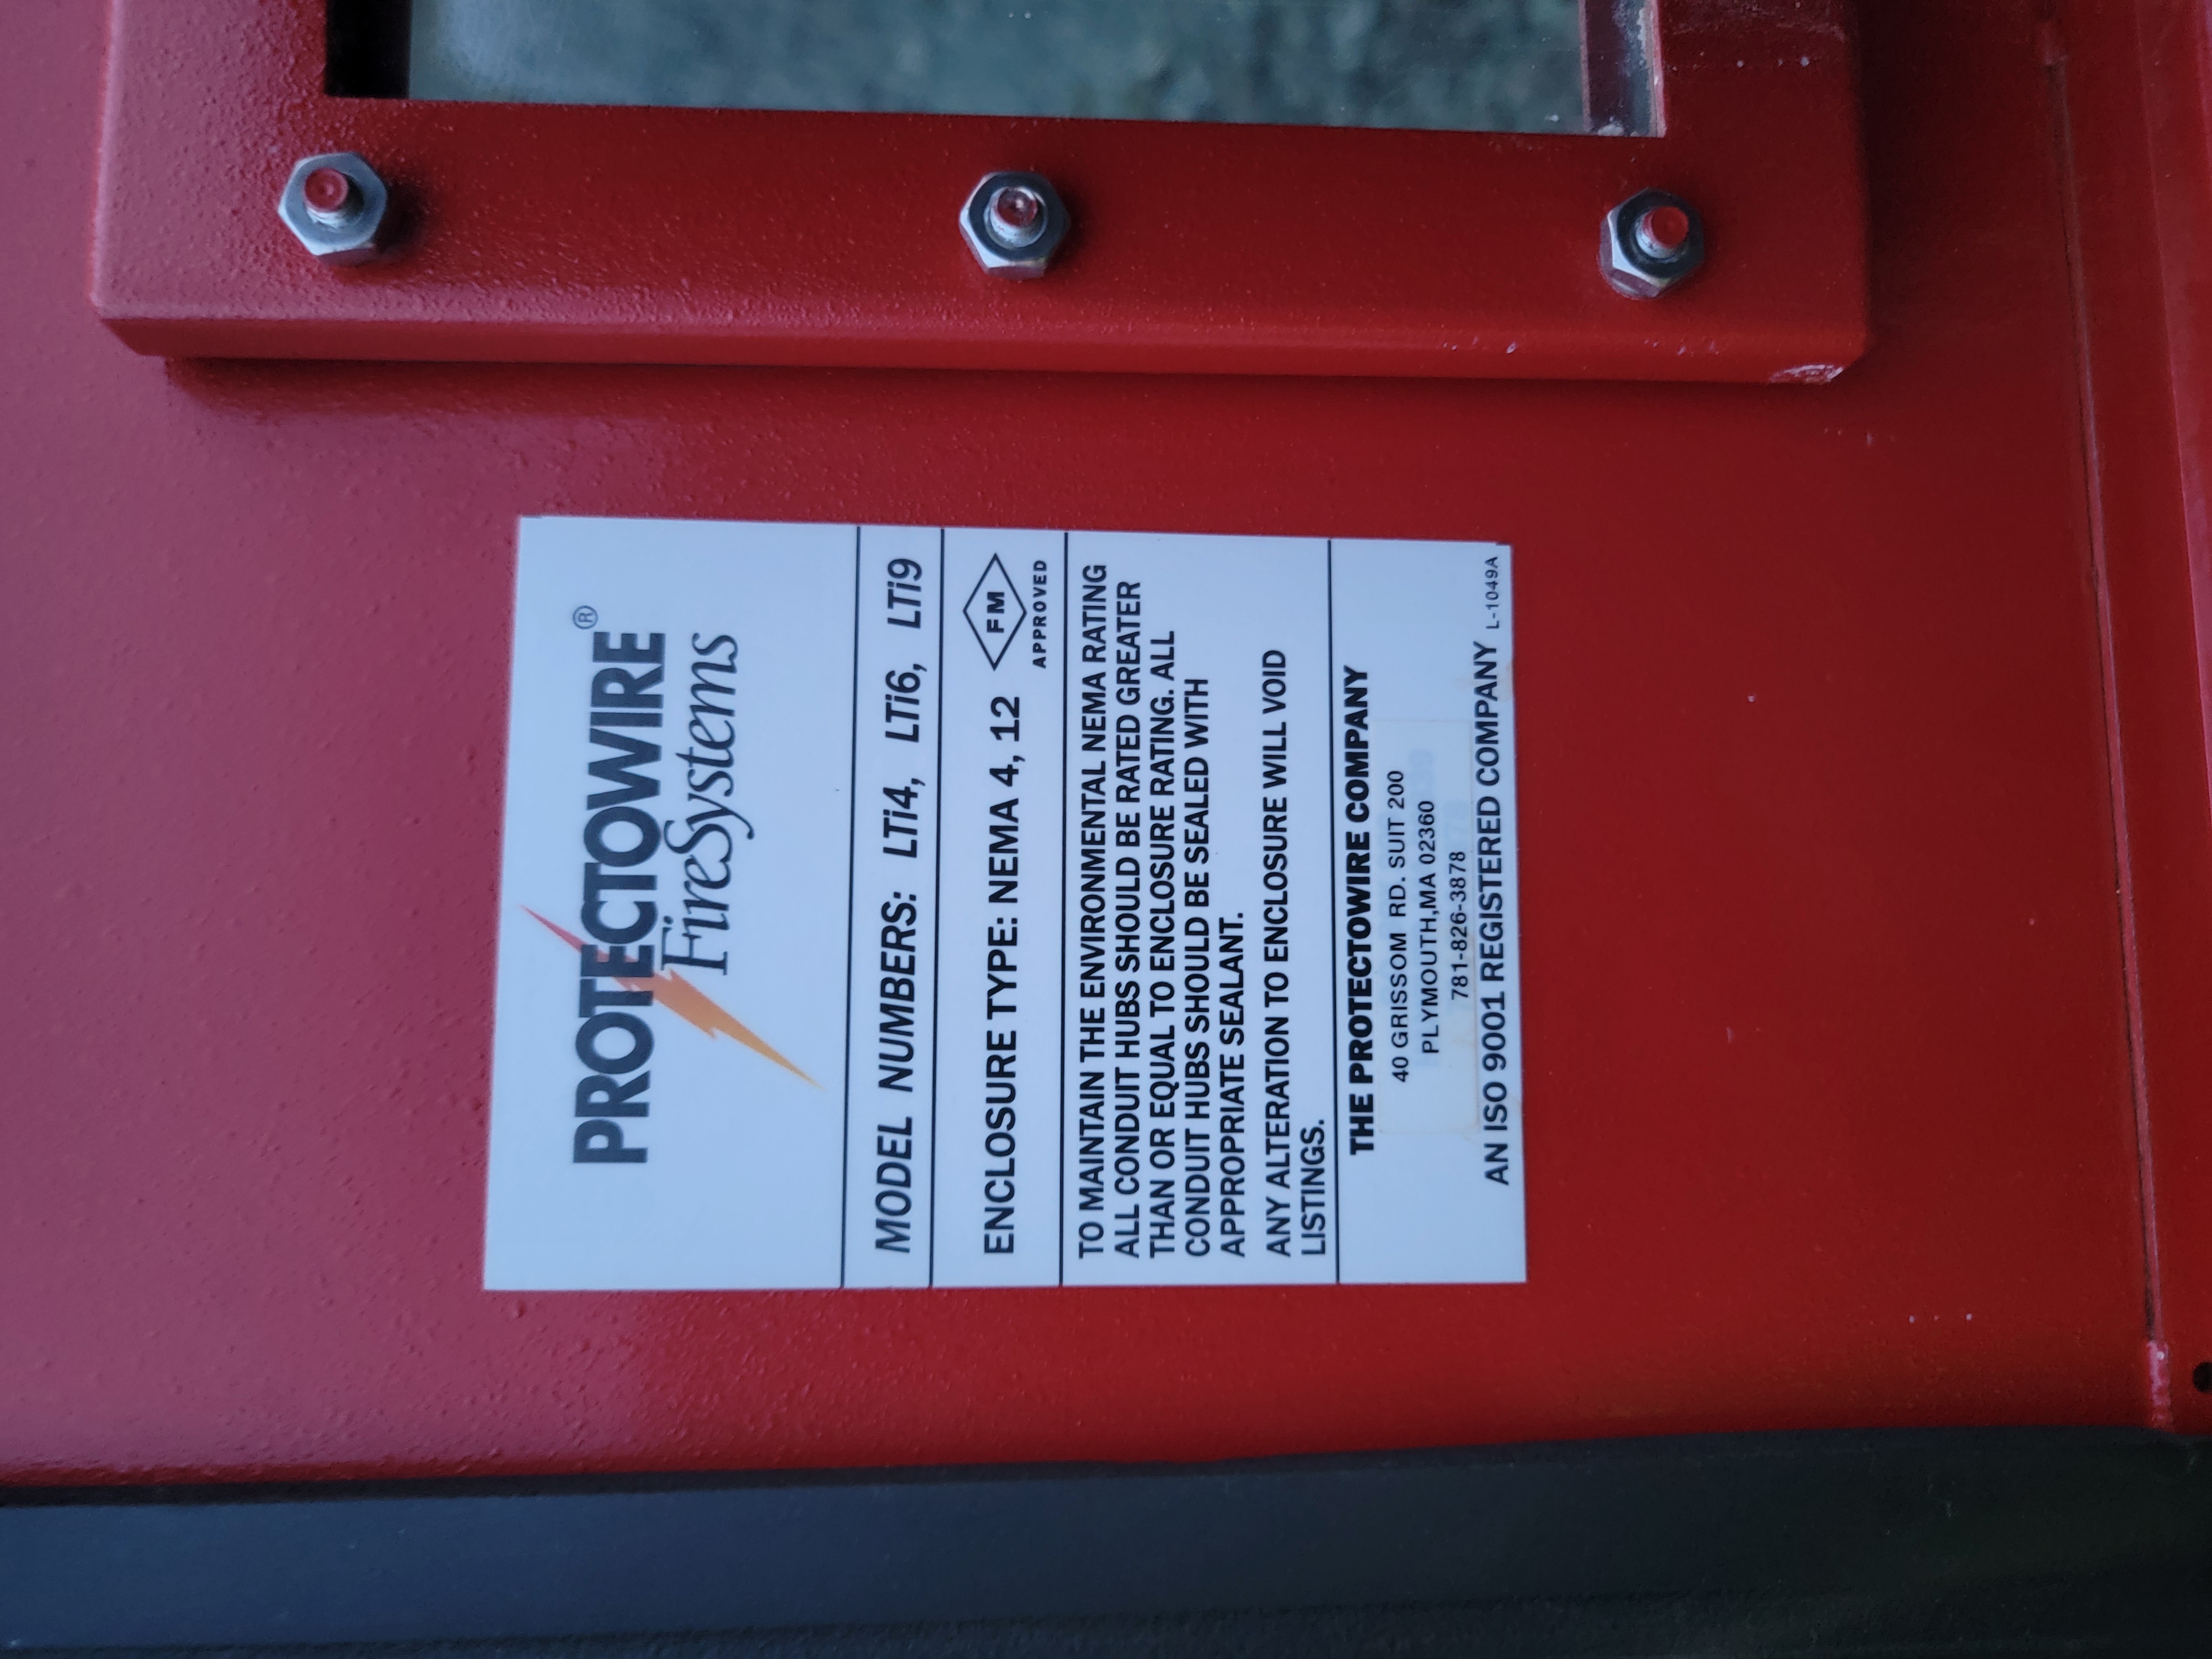 PROTECTOWIRE®
FireSystems
MODEL NUMBERS: LTi4, LTi6, LTi9
ENCLOSURE TYPE: NEMA 4, 12
FM
APPROVED
TO MAINTAIN THE ENVIRONMENTAL NEMA RATING
ALL CONDUIT HUBS SHOULD BE RATED GREATER
THAN OR EQUAL TO ENCLOSURE RATING. ALL
CONDUIT HUBS SHOULD BE SEALED WITH
APPROPRIATE SEALANT.
ANY ALTERATION TO ENCLOSURE WILL VOID
LISTINGS.
THE PROTECTOWIRE COMPANY
40 GRISSOM RD. SUIT 200
PLYMOUTH,MA 02360
781-826-3878
AN ISO 9001 REGISTERED COMPANY
L-1049A